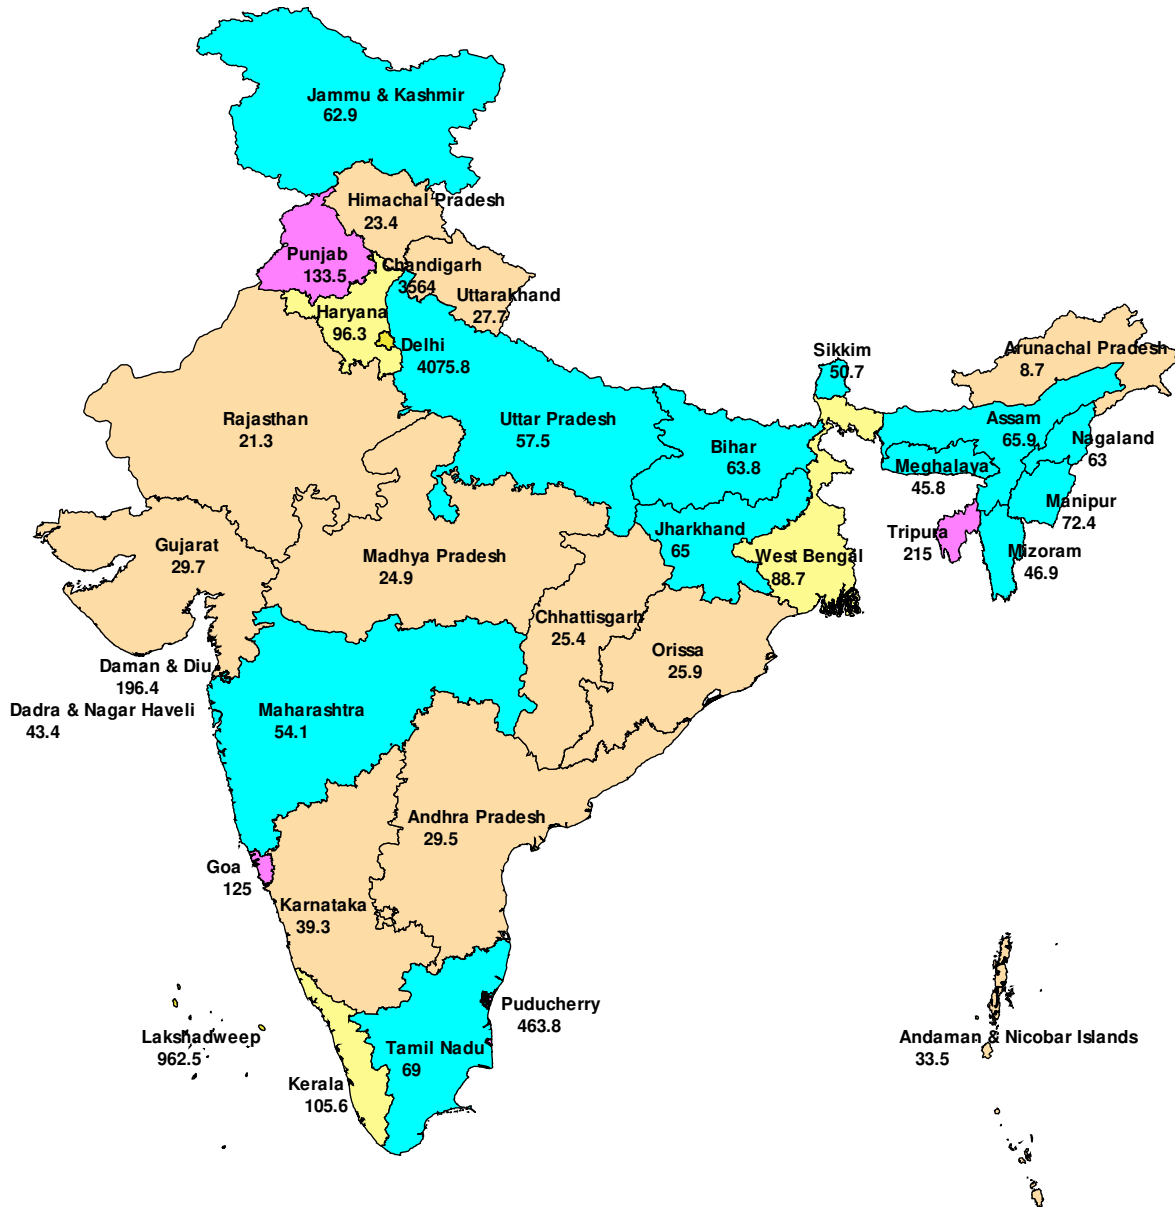 Jammu & Kashmir
62.9
Himachal Pradesh
23.4
Punjab
133.5
Chandigarh
3564
Uttarakhand
27.7
Haryana
96.3
Delhi
4075.8
Sikkim
50.7
Arunachal Pradesh
8.7
Rajasthan
21.3
Uttar Pradesh
57.5
Bihar
63.8
Assam
65.9
Nagaland
63
Meghalaya
45.8
Manipur
72.4
Tripura
215
Mizoram
46.9
Jharkhand
65
West Bengal
88.7
Gujarat
29.7
Madhya Pradesh
24.9
Chhattisgarh
25.4
Orissa
25.9
Daman & Diu
196.4
Dadra & Nagar Haveli
43.4
Maharashtra
54.1
Andhra Pradesh
29.5
Goa
125
Karnataka
39.3
Puducherry
463.8
Lakshadweep
962.5
Tamil Nadu
69
Kerala
105.6
Andaman & Nicobar Islands
33.5